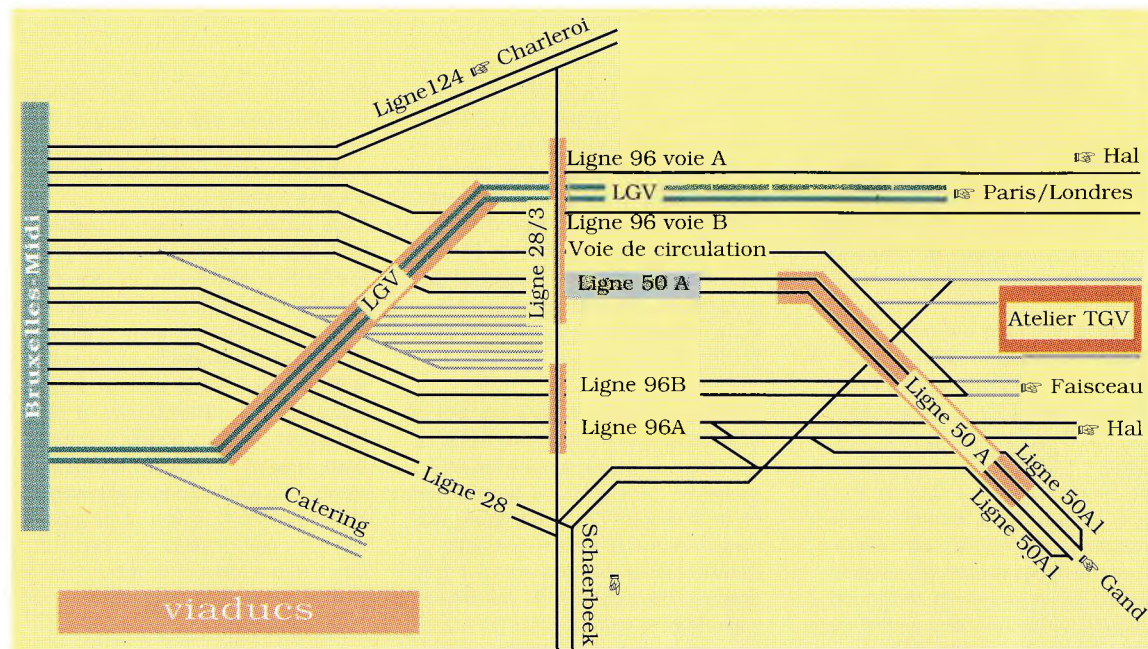 Ligne124 ☞ Charleroi
Bruxelles-Midi
Ligne 96 voie A
☞ Hal
LGV
☞ Paris/Londres
Ligne 96 voie B
Ligne 28/3
Voie de circulation
LGV
Ligne 50 A
Atelier TGV
Ligne 96B
☞ Faisceau
Ligne 50 A
Ligne 96A
☞ Hal
Ligne 28
Ligne 50A1
Ligne 50A1
Catering
Schaerbeek ☞
☞ Gand
viaducs